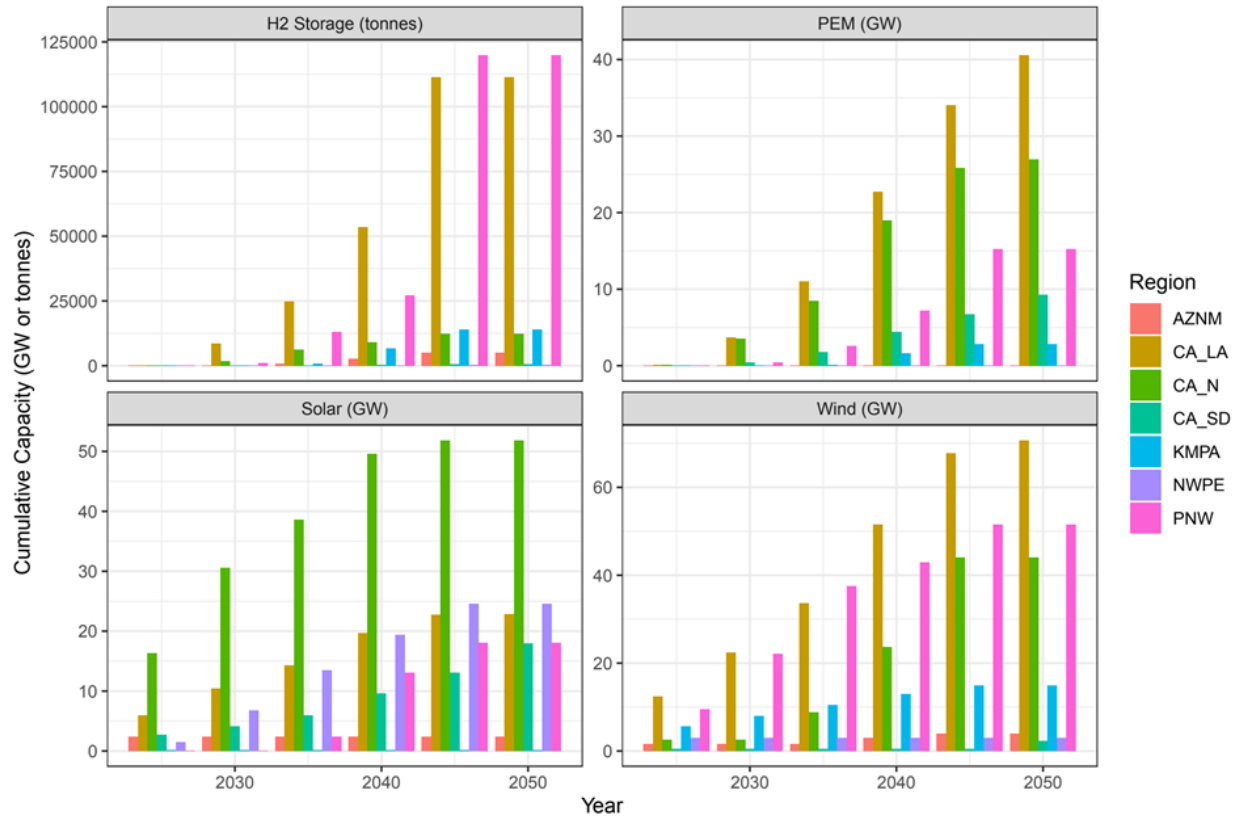 H2 Storage (tonnes)
PEM (GW)
125000
100000
75000
50000
25000
0
40
30
20
10
0
Solar (GW)
Wind (GW)
50
40
30
20
10
0
60
40
20
0
2030
2040
2050
2030
2040
2050
Year
Cumulative Capacity (GW or tonnes)
Region
AZNM
CA_LA
CA_N
CA_SD
KMPA
NWPE
PNW